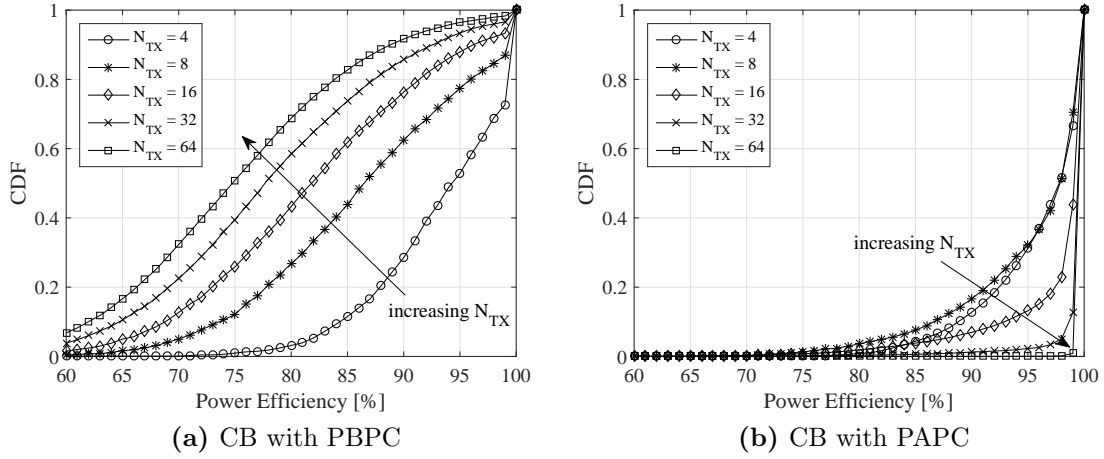 1
0.8
0.6
0.4
0.2
0
CDF
N_TX = 4
N_TX = 8
N_TX = 16
N_TX = 32
N_TX = 64
increasing N_TX
60 65 70 75 80 85 90 95 100
Power Efficiency [%]
(a) CB with PBPC
1
0.8
0.6
0.4
0.2
0
CDF
N_TX = 4
N_TX = 8
N_TX = 16
N_TX = 32
N_TX = 64
increasing N_TX
60 65 70 75 80 85 90 95 100
Power Efficiency [%]
(b) CB with PAPC